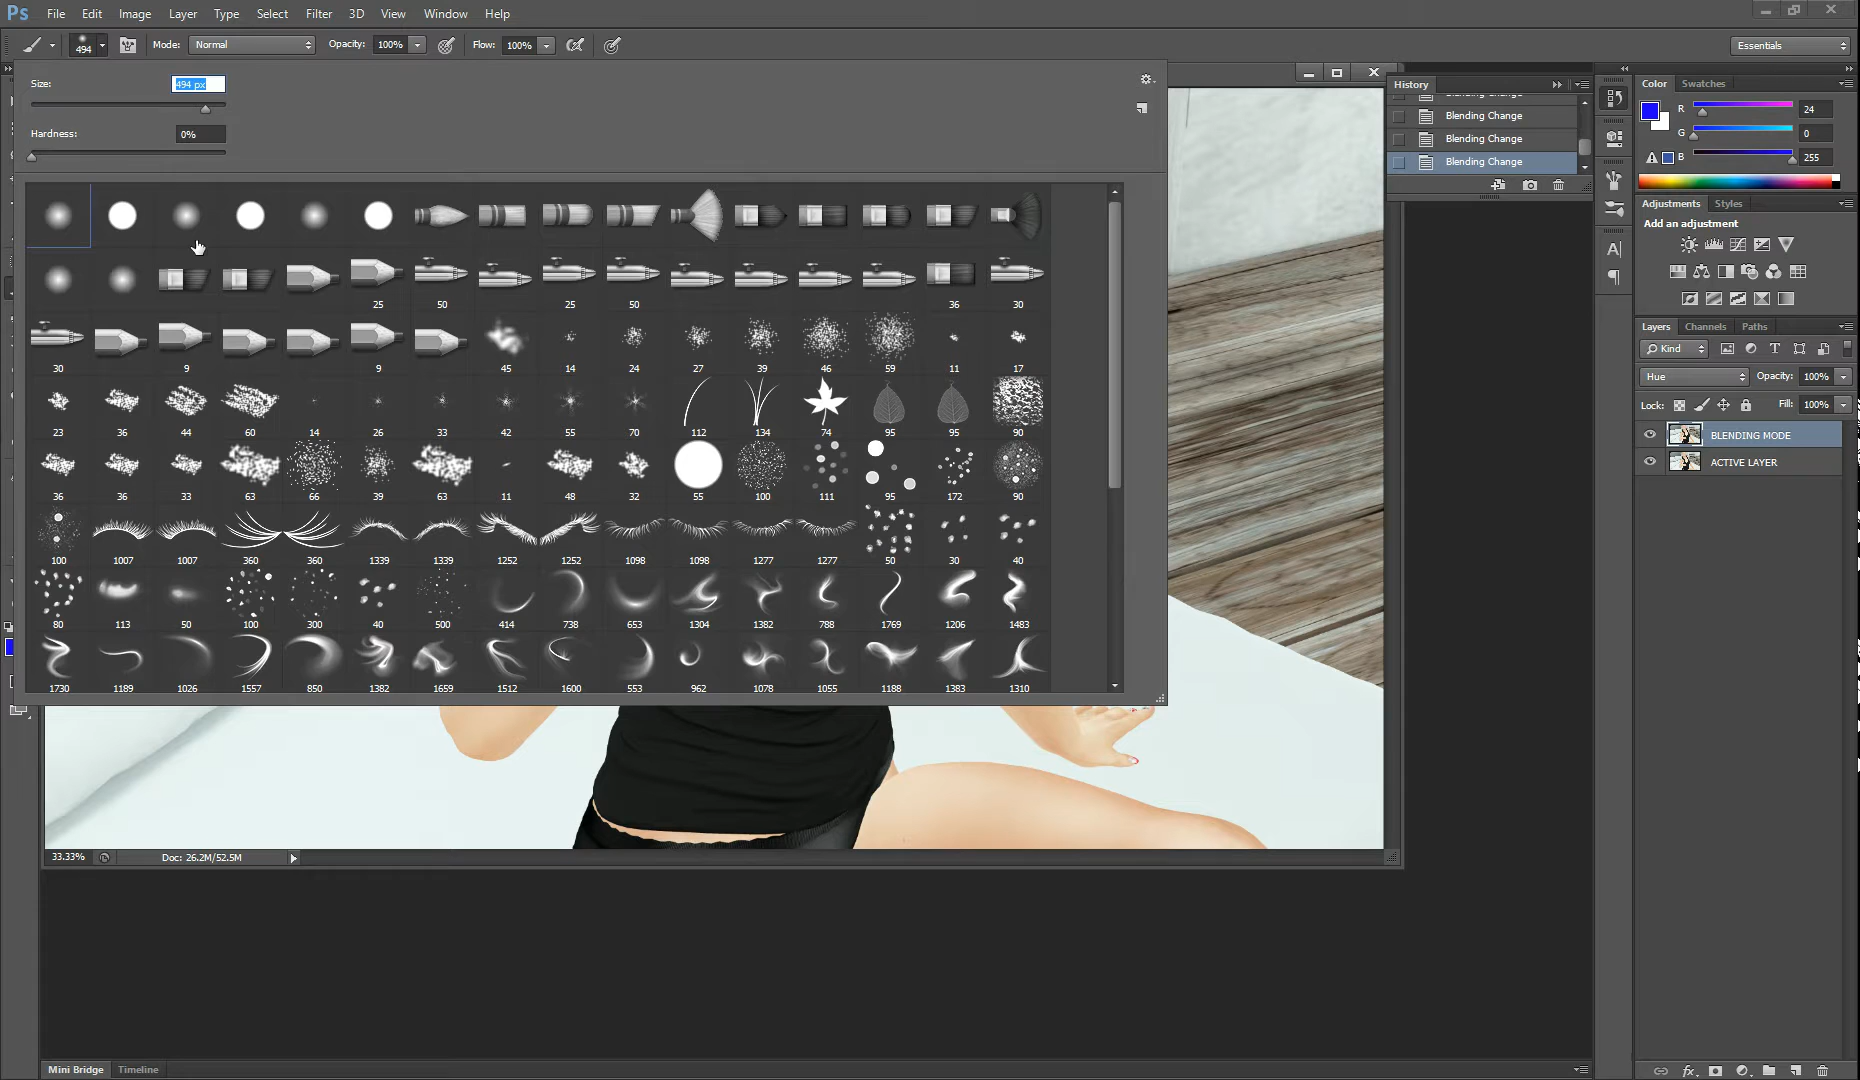 Ps File Edit Image Layer Type Select Filter 3D View Window Help
494 Mode: Normal Opacity: 100% Flow: 100% Essentials
Size: 494 px
Hardness: 0%
25 50 25 50 36 30
30 9 9 45 14 24 27 39 46 59 11 17
23 36 44 60 14 26 33 42 55 70 112 134 74 95 95 90
36 36 33 63 66 39 63 11 48 32 55 100 111 95 172 90
100 1007 1007 360 360 1339 1339 1252 1252 1098 1098 1277 1277 50 30 40
80 113 50 100 300 40 500 414 738 653 1304 1382 788 1769 1206 1483
1730 1189 1026 1557 850 1382 1659 1512 1600 553 962 1078 1055 1188 1383 1310
33.33% Doc: 26.2M/52.5M
Mini Bridge Timeline
History
Blending Change
Blending Change
Blending Change
Color Swatches
R 24
G 0
B 255
Adjustments Styles
Add an adjustment
Layers Channels Paths
Kind
Hue Opacity: 100%
Lock: Fill: 100%
BLENDING MODE
ACTIVE LAYER